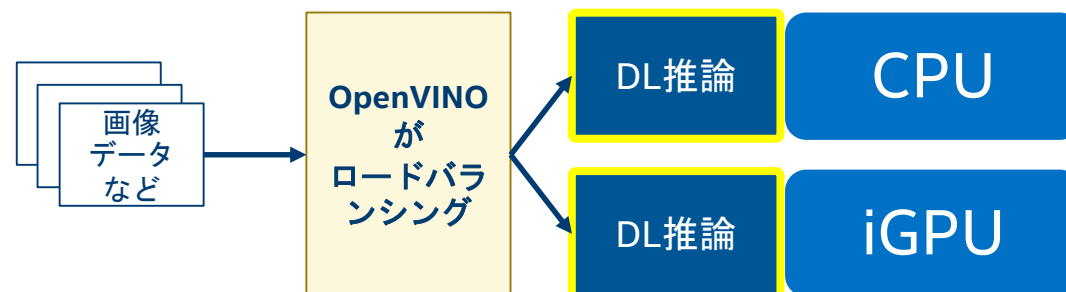 画像
データ
など
OpenVINO
が
ロードバラ
ンシング
DL推論
CPU
DL推論
iGPU